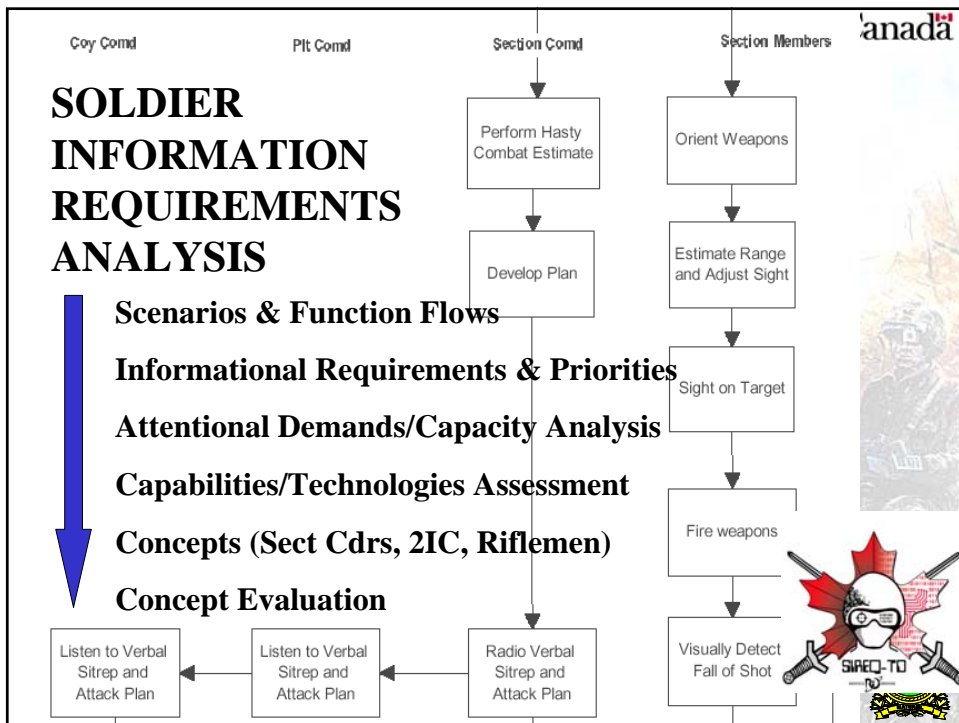 Coy Comd
Plt Comd
Section Comd
Section Members
anada
SOLDIER
INFORMATION
REQUIREMENTS
ANALYSIS
Scenarios & Function Flows
Informational Requirements & Priorities
Attentional Demands/Capacity Analysis
Capabilities/Technologies Assessment
Concepts (Sect Cdrs, 2IC, Riflemen)
Concept Evaluation
Perform Hasty
Combat Estimate
Develop Plan
Orient Weapons
Estimate Range
and Adjust Sight
Sight on Target
Fire weapons
Visually Detect
Fall of Shot
Listen to Verbal
Sitrep and
Attack Plan
Listen to Verbal
Sitrep and
Attack Plan
Radio Verbal
Sitrep and
Attack Plan
SIREQ-TD